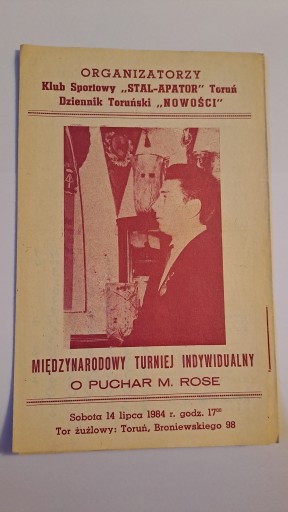 ORGANIZATORZY
Klub Sportowy „STAL-APATOR" Toruń
Dziennik Toruński „NOWOŚCI"
MIĘDZYNARODOWY TURNIEJ INDYWIDUALNY
O PUCHAR M. ROSE
Sobota 14 lipca 1984 r. godz. 17⁰⁰
Tor żużlowy: Toruń, Broniewskiego 98